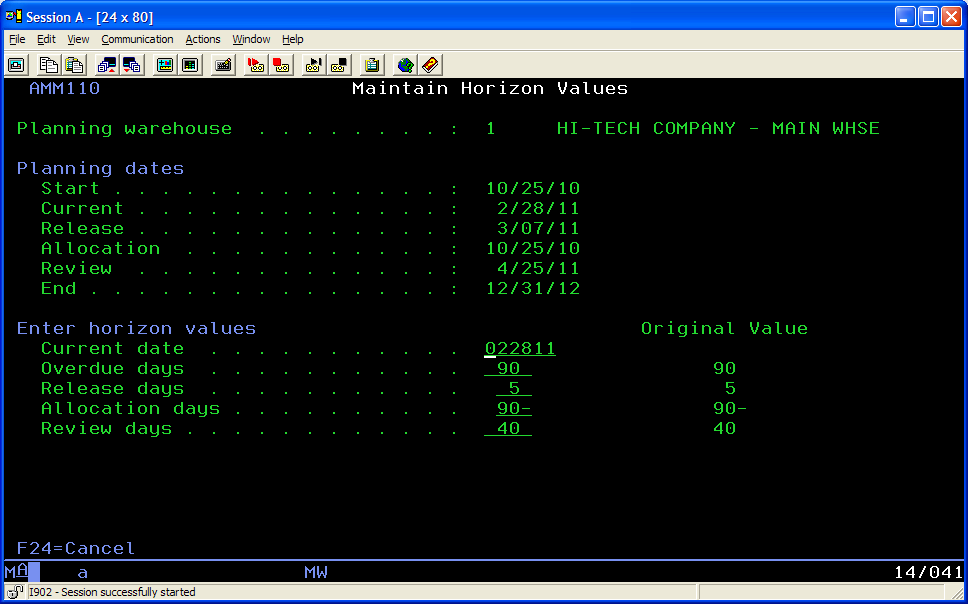 Session A - [24 x 80]
File Edit View Communication Actions Window Help
AMM110 Maintain Horizon Values
Planning warehouse . . . . . . . . . : 1 HI-TECH COMPANY - MAIN WHSE
Planning dates
Start . . . . . . . . . . . . . . : 10/25/10
Current . . . . . . . . . . . . . : 2/28/11
Release . . . . . . . . . . . . . : 3/07/11
Allocation . . . . . . . . . . . : 10/25/10
Review . . . . . . . . . . . . . : 4/25/11
End . . . . . . . . . . . . . . . : 12/31/12
Enter horizon values Original Value
Current date . . . . . . . . . . . 022811
Overdue days . . . . . . . . . . . 90 90
Release days . . . . . . . . . . . 5 5
Allocation days . . . . . . . . . . 90- 90-
Review days . . . . . . . . . . . . 40 40
F24=Cancel
MA a MW 14/041
I902 - Session successfully started